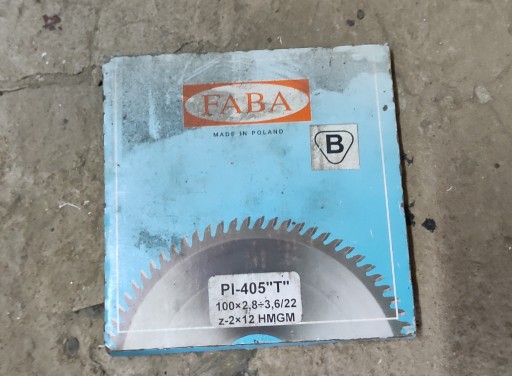 FABA
MADE IN POLAND
B
PI-405"T"
100×2,8÷3,6/22
z-2×12 HMGM